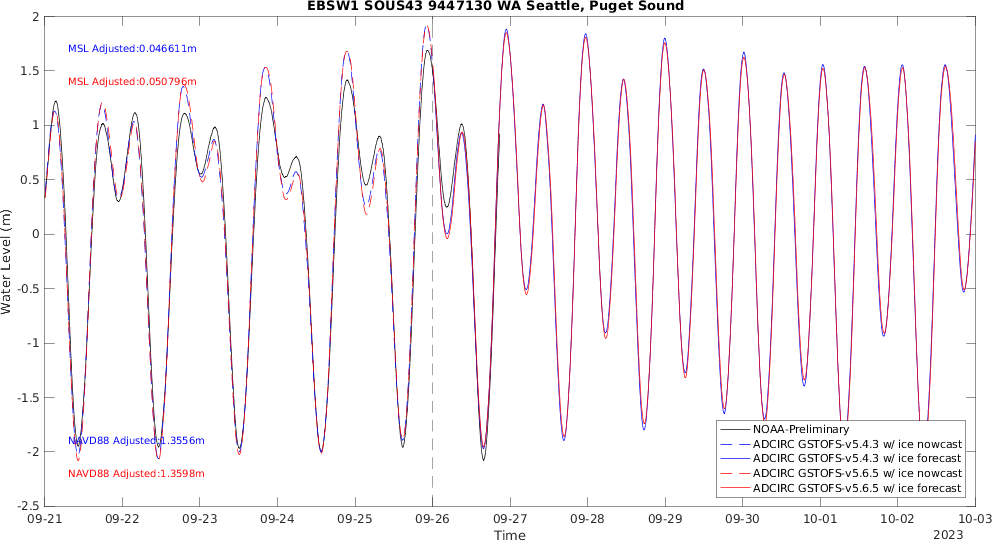 EBSW1 SOUS43 9447130 WA Seattle, Puget Sound
2
1.5
1
0.5
0
-0.5
-1
-1.5
-2
-2.5
Water Level (m)
MSL Adjusted:0.046611m
MSL Adjusted:0.050796m
NAVD88 Adjusted:1.3556m
NAVD88 Adjusted:1.3598m
NOAA-Preliminary
ADCIRC GSTOFS-v5.4.3 w/ ice nowcast
ADCIRC GSTOFS-v5.4.3 w/ ice forecast
ADCIRC GSTOFS-v5.6.5 w/ ice nowcast
ADCIRC GSTOFS-v5.6.5 w/ ice forecast
09-21 09-22 09-23 09-24 09-25 09-26 09-27 09-28 09-29 09-30 10-01 10-02 10-03
Time
2023